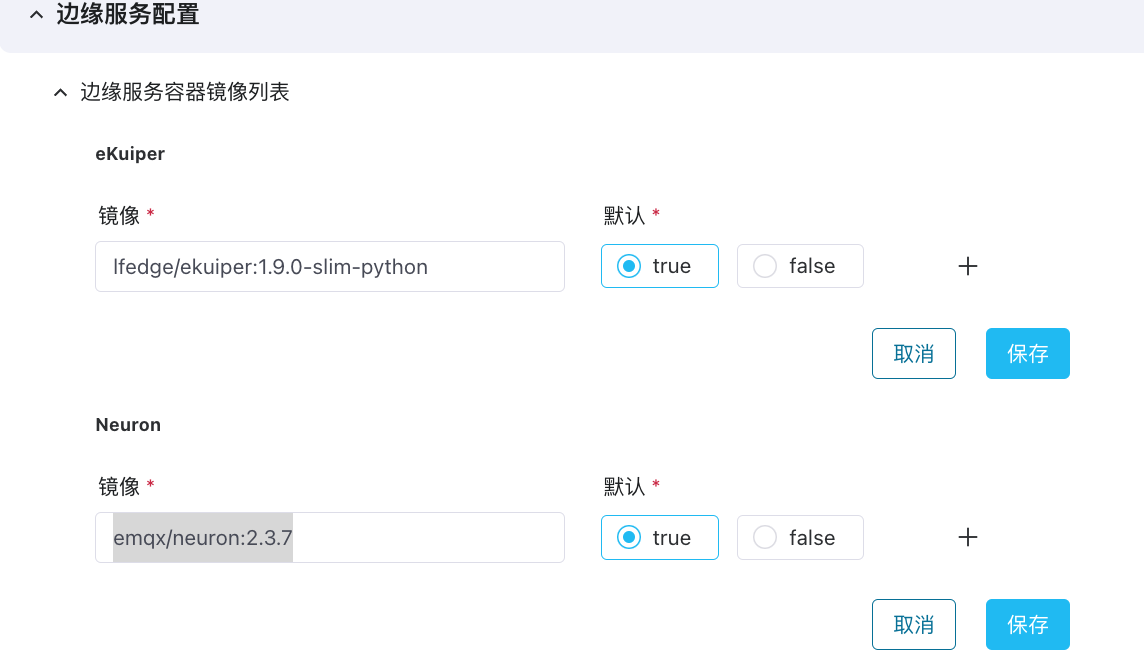 边缘服务配置
边缘服务容器镜像列表
eKuiper
镜像 * 默认 *
lfedge/ekuiper:1.9.0-slim-python true false
取消 保存
Neuron
镜像 * 默认 *
emqx/neuron:2.3.7 true false
取消 保存